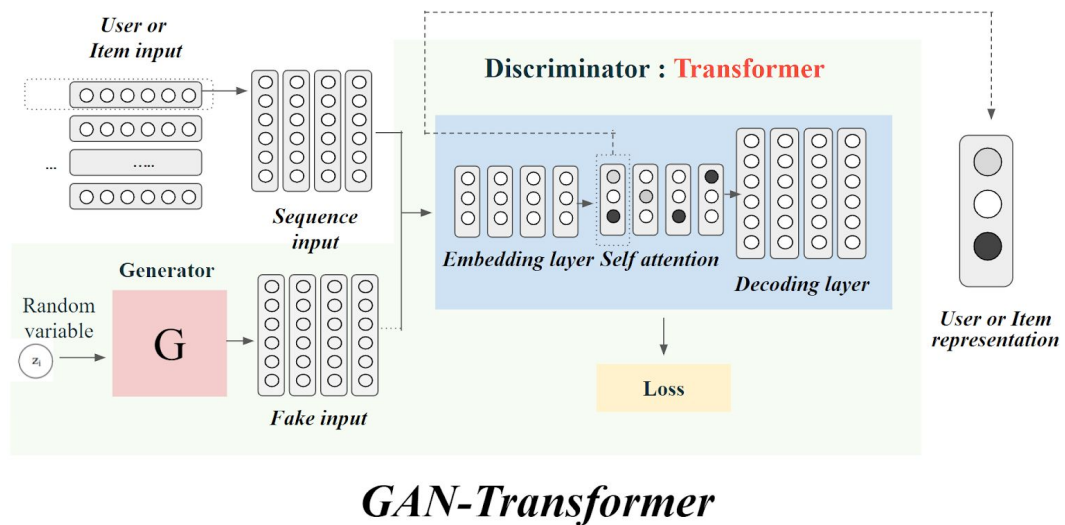 User or
Item input
...
.....
Sequence
input
Discriminator : Transformer
Embedding layer
Self attention
Decoding layer
Generator
Random
variable
z_i
G
Fake input
Loss
User or Item
representation
GAN-Transformer